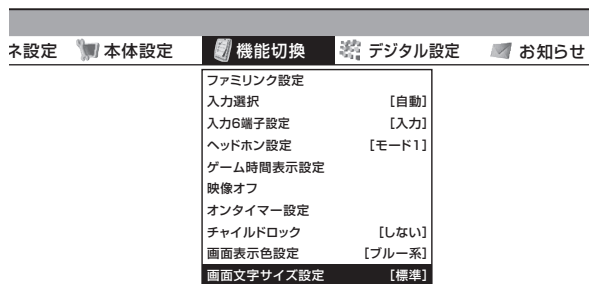 ネ設定 本体設定 機能切換 デジタル設定 お知らせ
ファミリンク設定
入力選択 [自動]
入力6端子設定 [入力]
ヘッドホン設定 [モード1]
ゲーム時間表示設定
映像オフ
オンタイマー設定
チャイルドロック [しない]
画面表示色設定 [ブルー系]
画面文字サイズ設定 [標準]